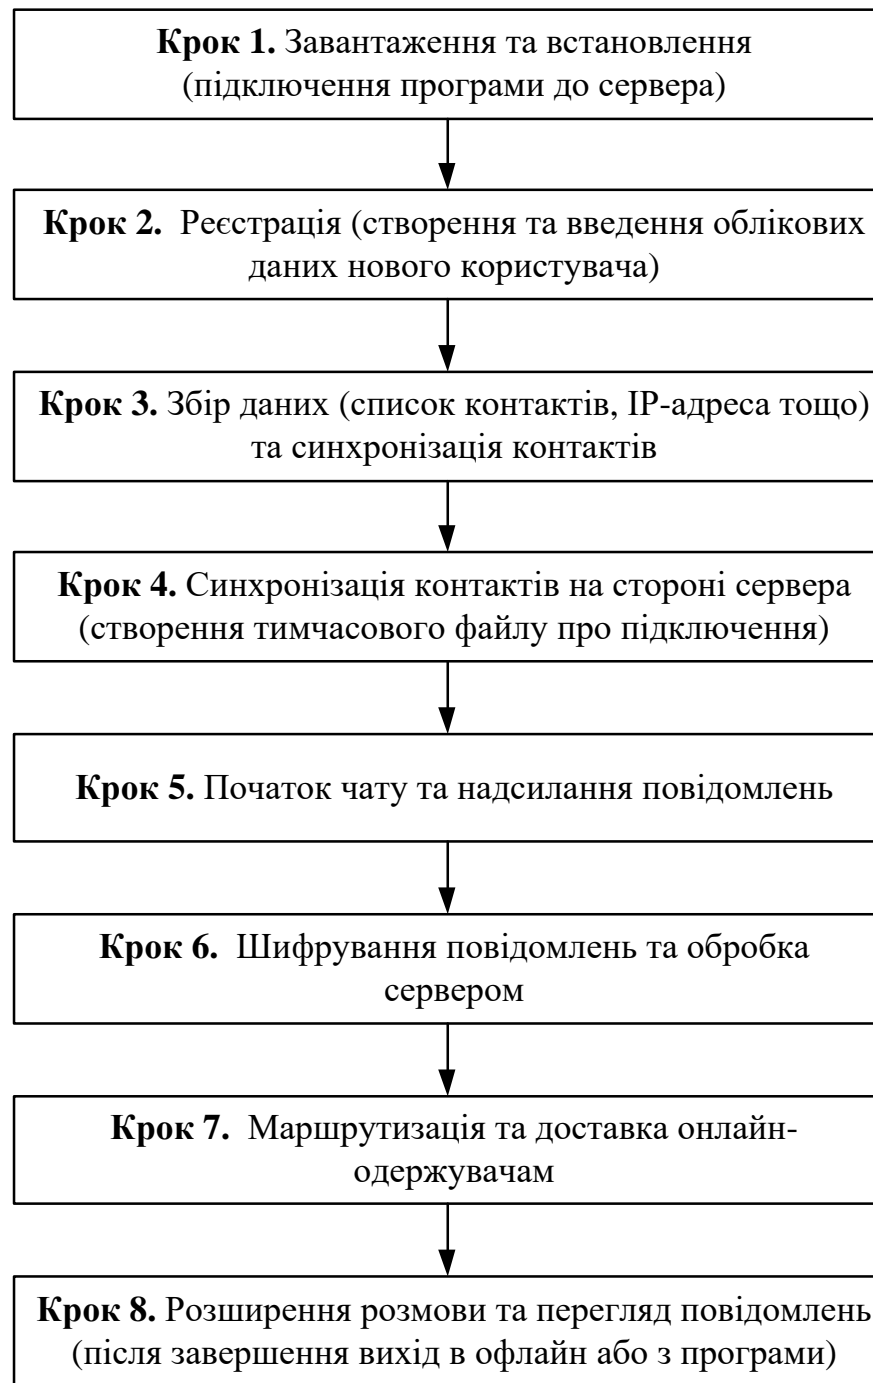 Крок 1. Завантаження та встановлення
(підключення програми до сервера)
Крок 2. Реєстрація (створення та введення облікових
даних нового користувача)
Крок 3. Збір даних (список контактів, IP-адреса тощо)
та синхронізація контактів
Крок 4. Синхронізація контактів на стороні сервера
(створення тимчасового файлу про підключення)
Крок 5. Початок чату та надсилання повідомлень
Крок 6. Шифрування повідомлень та обробка
сервером
Крок 7. Маршрутизація та доставка онлайн-
одержувачам
Крок 8. Розширення розмови та перегляд повідомлень
(після завершення вихід в офлайн або з програми)